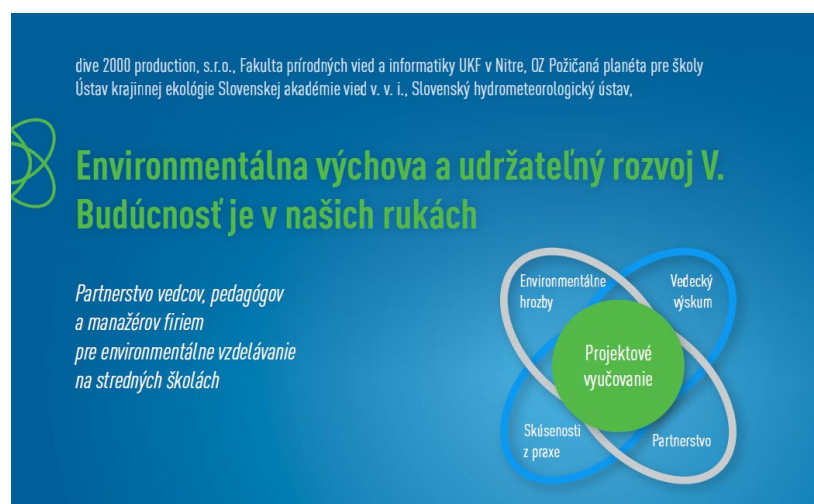 dive 2000 production, s.r.o., Fakulta prírodných vied a informatiky UKF v Nitre, OZ Požičaná planéta pre školy
Ústav krajinnej ekológie Slovenskej akadémie vied v. v. i., Slovenský hydrometeorologický ústav,
Environmentálna výchova a udržateľný rozvoj V.
Budúcnosť je v našich rukách
Partnerstvo vedcov, pedagógov
a manažérov firiem
pre environmentálne vzdelávanie
na stredných školách
Environmentálne
hrozby
Vedecký
výskum
Projektové
vyučovanie
Skúsenosti
z praxe
Partnerstvo